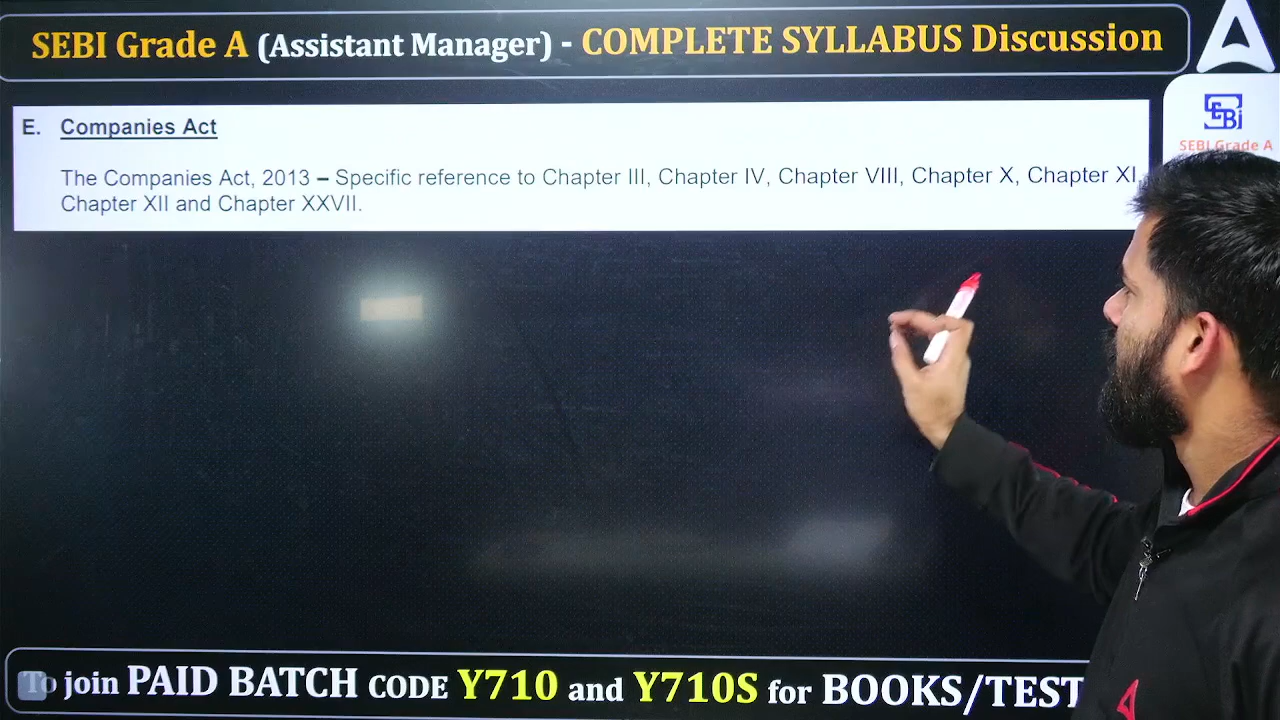 SEBI Grade A (Assistant Manager) - COMPLETE SYLLABUS Discussion
SEBI
SEBI Grade A
E. Companies Act
The Companies Act, 2013 – Specific reference to Chapter III, Chapter IV, Chapter VIII, Chapter X, Chapter XI,
Chapter XII and Chapter XXVII.
To join PAID BATCH CODE Y710 and Y710S for BOOKS/TEST